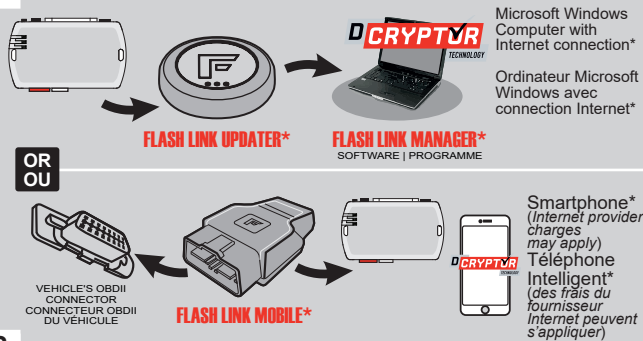 D CRYPTOR
TECHNOLOGY
Microsoft Windows
Computer with
Internet connection*
Ordinateur Microsoft
Windows avec
connection Internet*
FLASH LINK UPDATER*
FLASH LINK MANAGER*
SOFTWARE | PROGRAMME
OR
OU
VEHICLE'S OBDII
CONNECTOR
CONNECTEUR OBDII
DU VÉHICULE
FLASH LINK MOBILE*
D CRYPTOR
TECHNOLOGY
Smartphone*
(Internet provider
charges
may apply)
Téléphone
Intelligent*
(des frais du
fournisseur
Internet peuvent
s'appliquer)